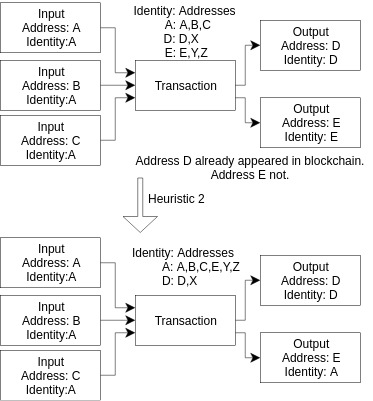 Input
Address: A
Identity:A
Input
Address: B
Identity:A
Input
Address: C
Identity:A
Identity: Addresses
A: A,B,C
D: D,X
E: E,Y,Z
Transaction
Output
Address: D
Identity: D
Output
Address: E
Identity: E
Address D already appeared in blockchain.
Address E not.
Heuristic 2
Input
Address: A
Identity:A
Input
Address: B
Identity:A
Input
Address: C
Identity:A
Identity: Addresses
A: A,B,C,E,Y,Z
D: D,X
Transaction
Output
Address: D
Identity: D
Output
Address: E
Identity: A